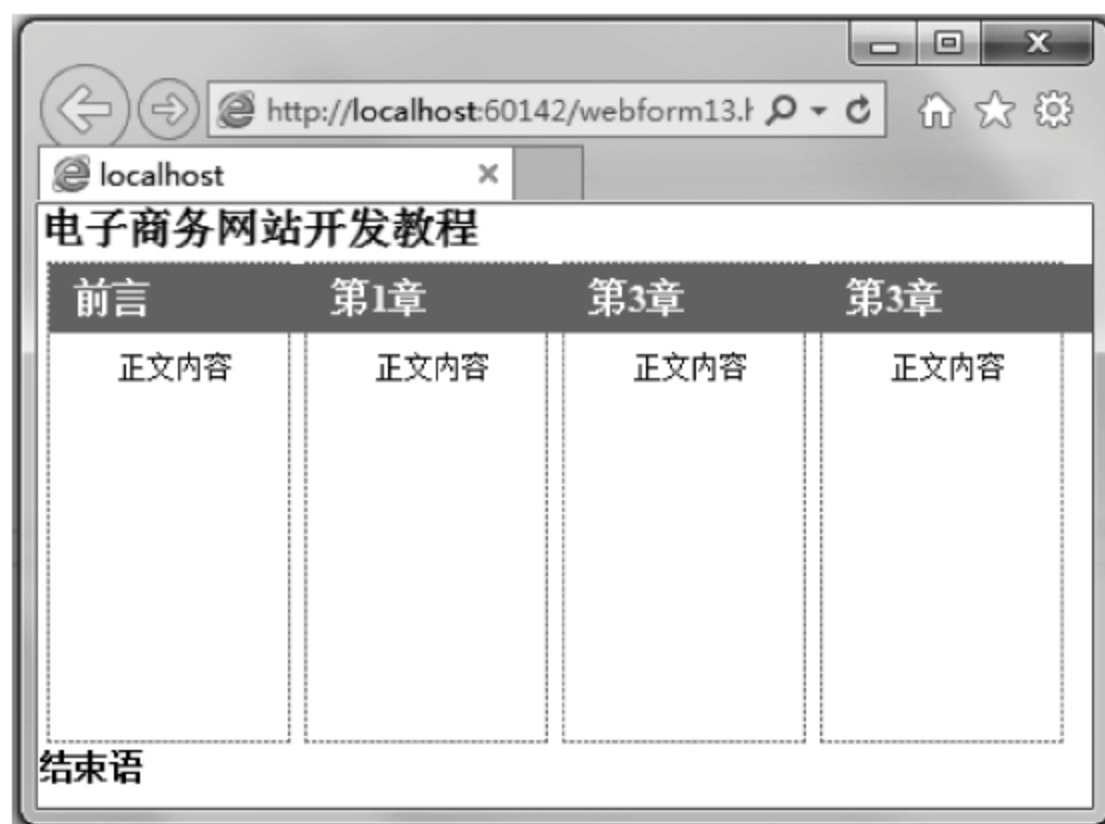 http://localhost:60142/webform13.h
localhost
电子商务网站开发教程
前言 第1章 第3章 第3章
正文内容 正文内容 正文内容 正文内容
结束语